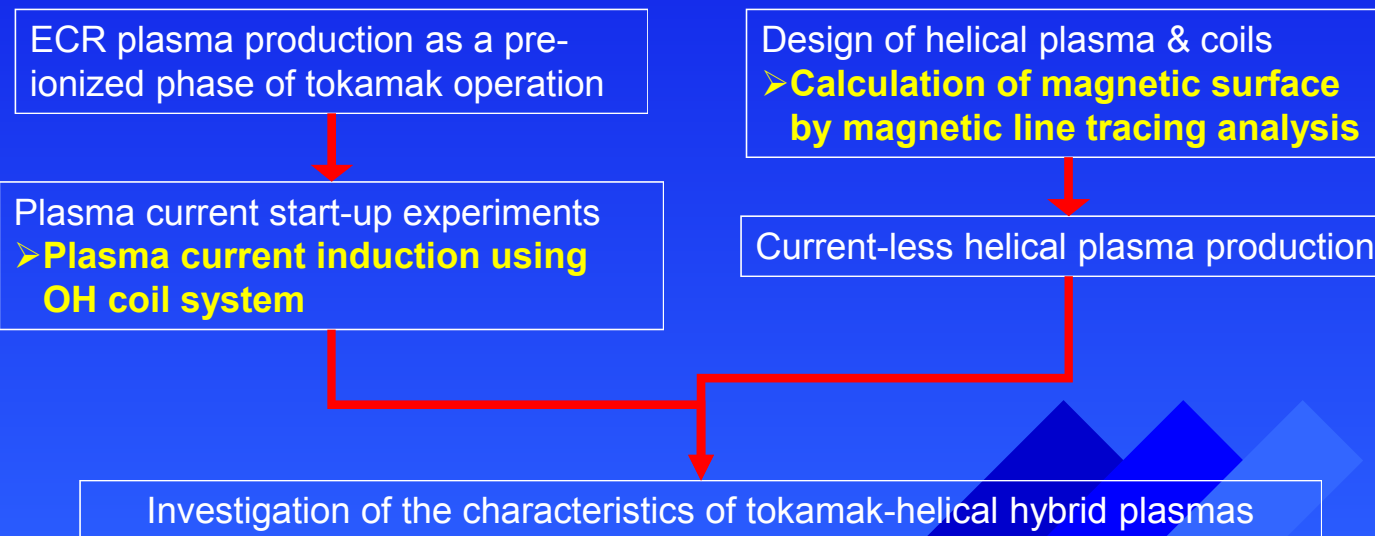 ECR plasma production as a pre-
ionized phase of tokamak operation
Plasma current start-up experiments
➢Plasma current induction using
OH coil system
Design of helical plasma & coils
➢Calculation of magnetic surface
by magnetic line tracing analysis
Current-less helical plasma production
Investigation of the characteristics of tokamak-helical hybrid plasmas